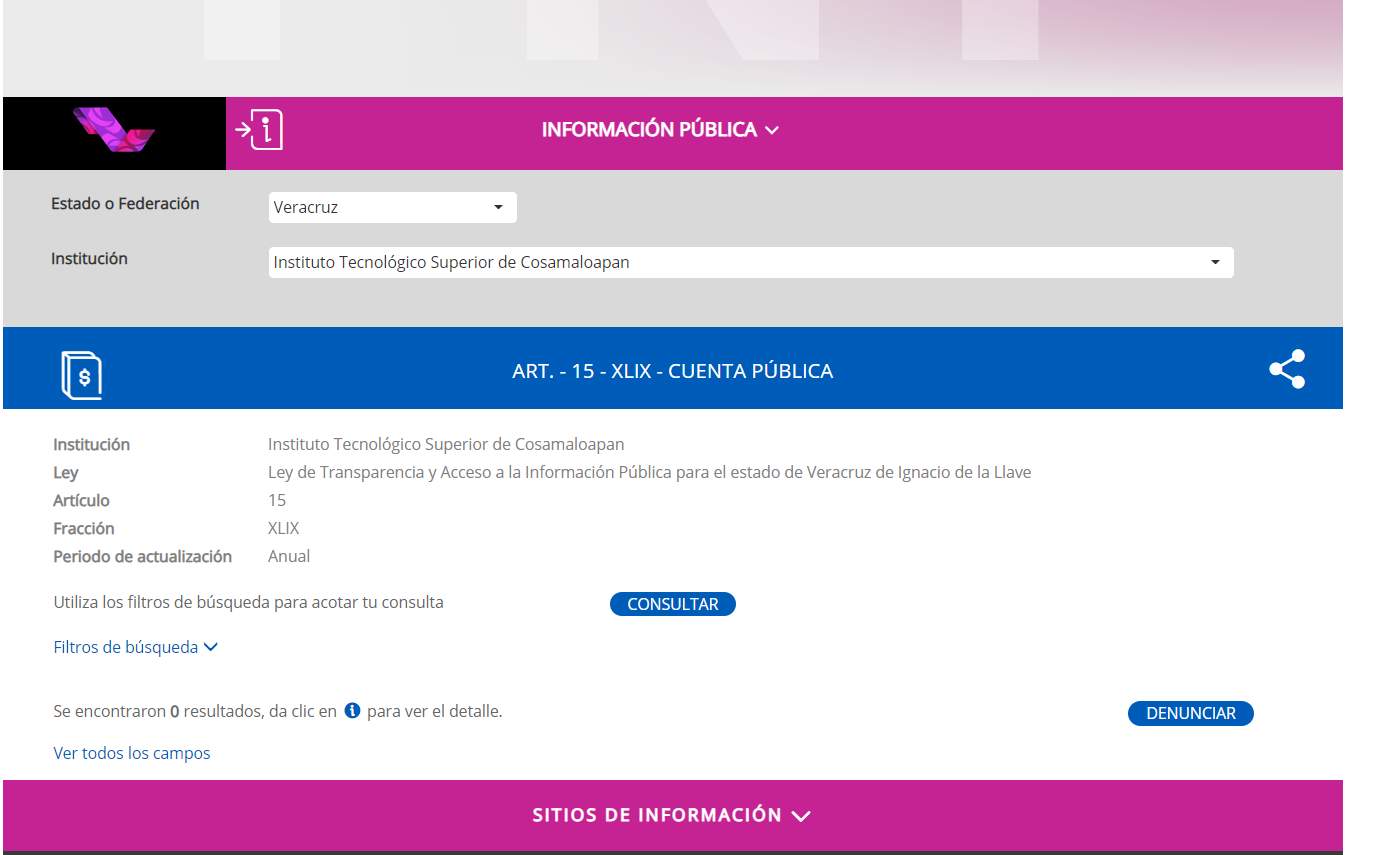 INFORMACIÓN PÚBLICA
Estado o Federación
Veracruz
Institución
Instituto Tecnológico Superior de Cosamaloapan
ART. - 15 - XLIX - CUENTA PÚBLICA
Institución Instituto Tecnológico Superior de Cosamaloapan
Ley Ley de Transparencia y Acceso a la Información Pública para el estado de Veracruz de Ignacio de la Llave
Artículo 15
Fracción XLIX
Periodo de actualización Anual
Utiliza los filtros de búsqueda para acotar tu consulta CONSULTAR
Filtros de búsqueda
Se encontraron 0 resultados, da clic en i para ver el detalle. DENUNCIAR
Ver todos los campos
SITIOS DE INFORMACIÓN